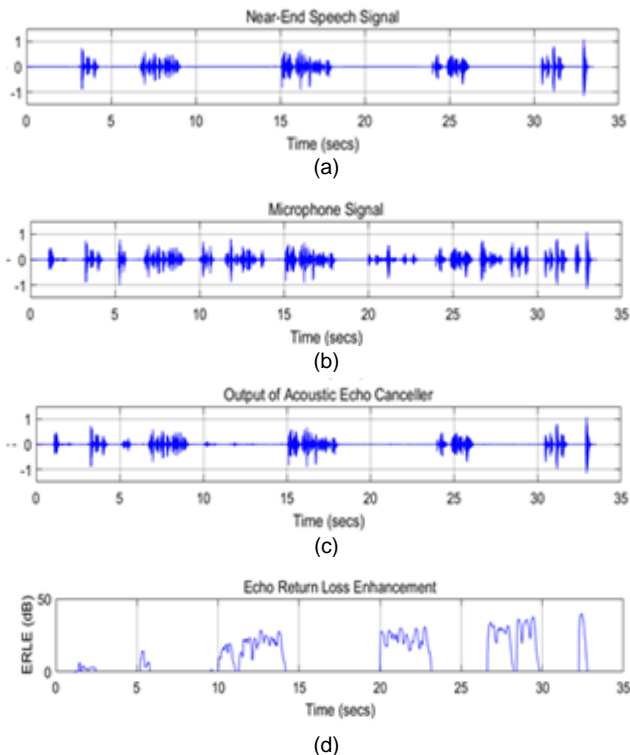 Near-End Speech Signal
1
0
-1
0 5 10 15 20 25 30 35
Time (secs)
(a)
Microphone Signal
1
0
-1
0 5 10 15 20 25 30 35
Time (secs)
(b)
Output of Acoustic Echo Canceller
1
0
-1
0 5 10 15 20 25 30 35
Time (secs)
(c)
Echo Return Loss Enhancement
ERLE (dB)
50
0
0 5 10 15 20 25 30 35
Time (secs)
(d)